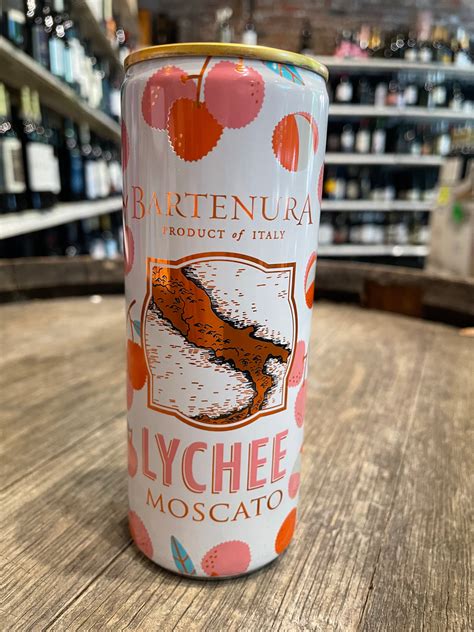 BARTENURA
PRODUCT of ITALY
LYCHEE
MOSCATO